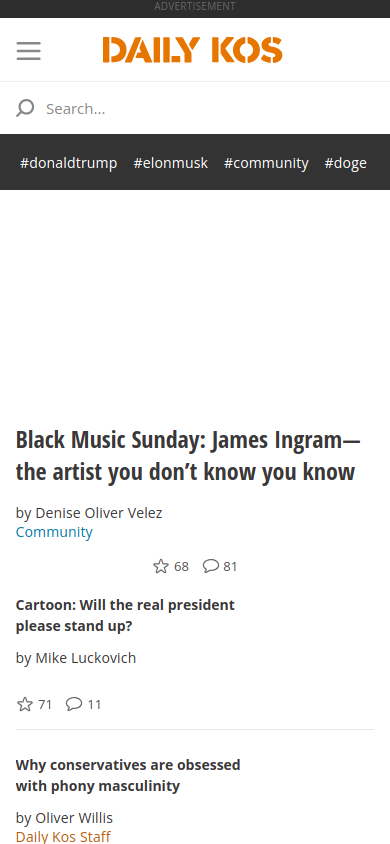 ADVERTISEMENT
DAILY KOS
Search...
#donaldtrump #elonmusk #community #doge
Black Music Sunday: James Ingram—
the artist you don’t know you know
by Denise Oliver Velez
Community
68 81
Cartoon: Will the real president
please stand up?
by Mike Luckovich
71 11
Why conservatives are obsessed
with phony masculinity
by Oliver Willis
Daily Kos Staff